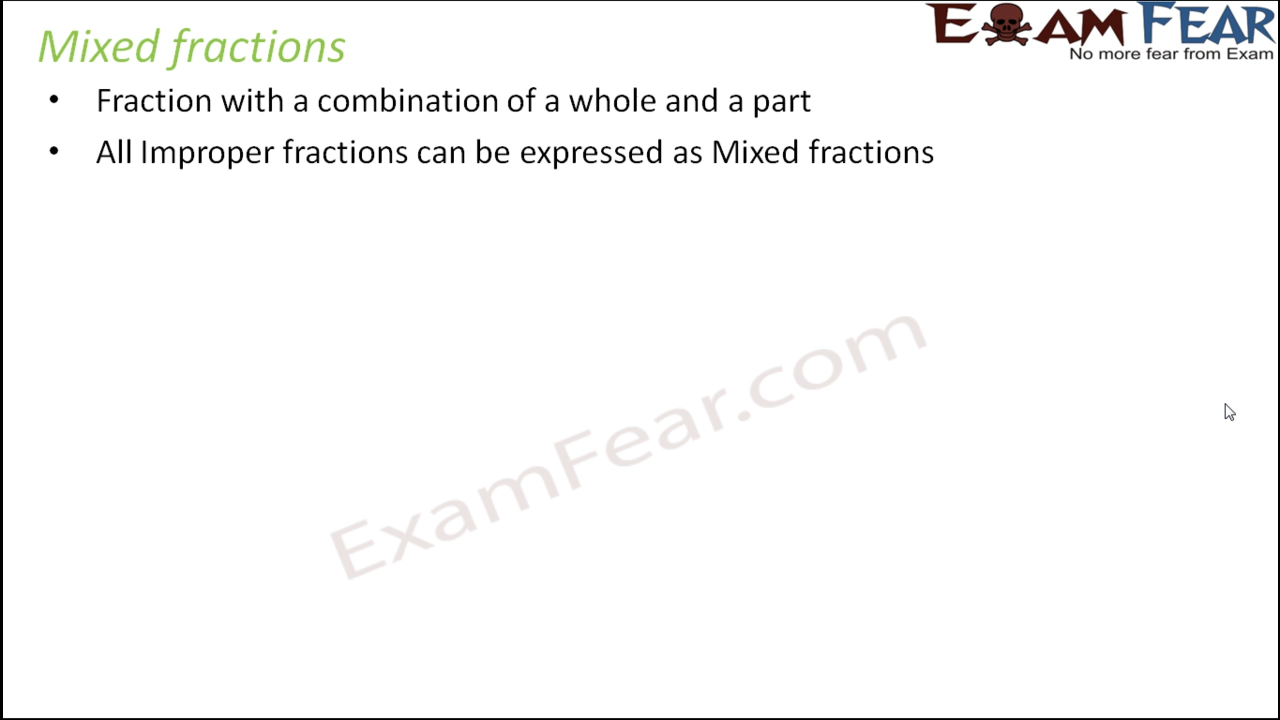 Mixed fractions
EXAM FEAR
No more fear from Exam
• Fraction with a combination of a whole and a part
• All Improper fractions can be expressed as Mixed fractions
ExamFear.com